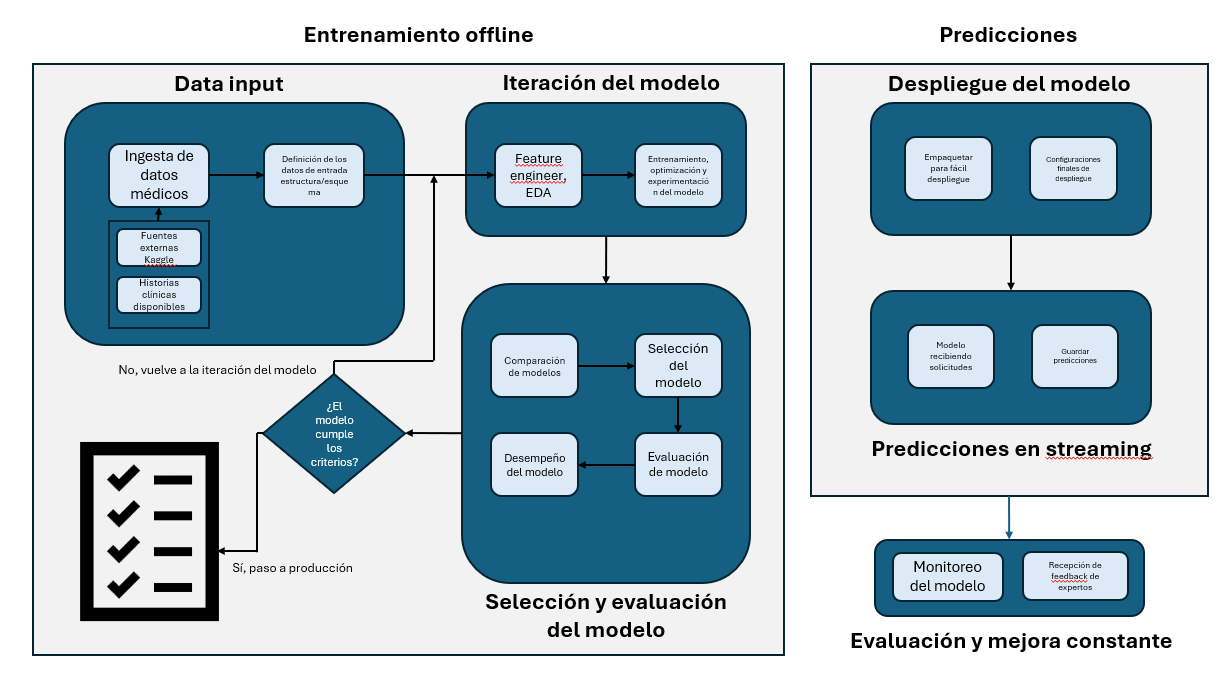 Entrenamiento offline
Data input
Ingesta de
datos
médicos
Definición de los
datos de entrada
estructura/esque
ma
Fuentes
externas
Kaggle
Historias
clínicas
disponibles
Iteración del modelo
Feature
engineer,
EDA
Entrenamiento,
optimización y
experimentació
n del modelo
Comparación
de modelos
Selección
del
modelo
Evaluación
de modelo
Desempeño
del modelo
Selección y evaluación
del modelo
No, vuelve a la iteración del modelo
¿El
modelo
cumple
los
criterios?
Sí, paso a producción
Predicciones
Despliegue del modelo
Empaquetar
para fácil
despliegue
Configuraciones
finales de
despliegue
Modelo
recibiendo
solicitudes
Guardar
predicciones
Predicciones en streaming
Monitoreo
del modelo
Recepción de
feedback de
expertos
Evaluación y mejora constante